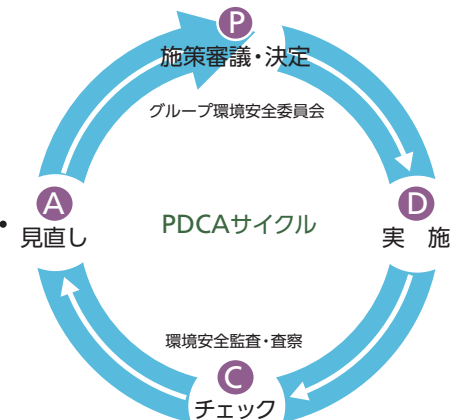 P
施策審議・決定
グループ環境安全委員会
A
見直し
PDCAサイクル
D
実　施
環境安全監査・査察
C
チェック